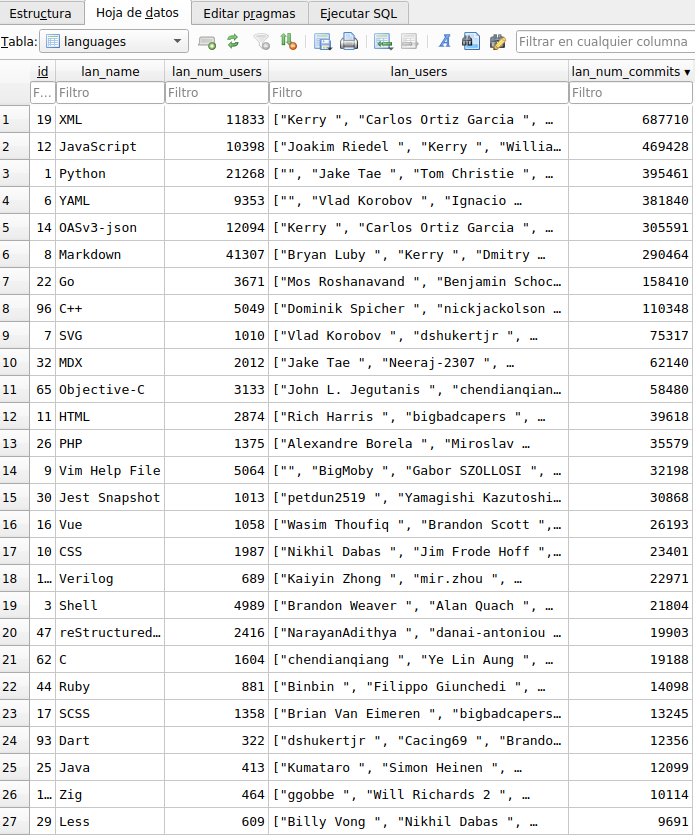 Estructura Hoja de datos Editar pragmas Ejecutar SQL
Tabla: languages Filtrar en cualquier columna
id lan_name lan_num_users lan_users lan_num_commits
F… Filtro Filtro Filtro Filtro
1 19 XML 11833 ["Kerry ", "Carlos Ortiz Garcia ", … 687710
2 12 JavaScript 10398 ["Joakim Riedel ", "Kerry ", "Willia… 469428
3 1 Python 21268 ["", "Jake Tae ", "Tom Christie ", … 395461
4 6 YAML 9353 ["", "Vlad Korobov ", "Ignacio … 381840
5 14 OASv3-json 12094 ["Kerry ", "Carlos Ortiz Garcia ", … 305591
6 8 Markdown 41307 ["Bryan Luby ", "Kerry ", "Dmitry … 290464
7 22 Go 3671 ["Mos Roshanavand ", "Benjamin Schoc… 158410
8 96 C++ 5049 ["Dominik Spicher ", "nickjackolson … 110348
9 7 SVG 1010 ["Vlad Korobov ", "dshukertjr ", … 75317
10 32 MDX 2012 ["Jake Tae ", "Neeraj-2307 ", … 62140
11 65 Objective-C 3133 ["John L. Jegutanis ", "chendianqian… 58480
12 11 HTML 2874 ["Rich Harris ", "bigbadcapers ", … 39618
13 26 PHP 1375 ["Alexandre Borela ", "Miroslav … 35579
14 9 Vim Help File 5064 ["", "BigMoby ", "Gabor SZOLLOSI ", … 32198
15 30 Jest Snapshot 1013 ["petdun2519 ", "Yamagishi Kazutoshi… 30868
16 16 Vue 1058 ["Wasim Thoufiq ", "Brandon Scott ",… 26193
17 10 CSS 1987 ["Nikhil Dabas ", "Jim Frode Hoff ",… 23401
18 1… Verilog 689 ["Kaiyin Zhong ", "mir.zhou ", … 22971
19 3 Shell 4989 ["Brandon Weaver ", "Alan Quach ", … 21804
20 47 reStructured… 2416 ["NarayanAdithya ", "danai-antoniou … 19903
21 62 C 1604 ["chendianqiang ", "Ye Lin Aung ", … 19188
22 44 Ruby 881 ["Binbin ", "Filippo Giunchedi ", … 14098
23 17 SCSS 1358 ["Brian Van Eimeren ", "bigbadcapers… 13245
24 93 Dart 322 ["dshukertjr ", "Cacing69 ", "Brando… 12356
25 25 Java 413 ["Kumataro ", "Simon Heinen ", … 12099
26 1… Zig 464 ["ggobbe ", "Will Richards 2 ", … 10114
27 29 Less 609 ["Billy Vong ", "Nikhil Dabas ", … 9691